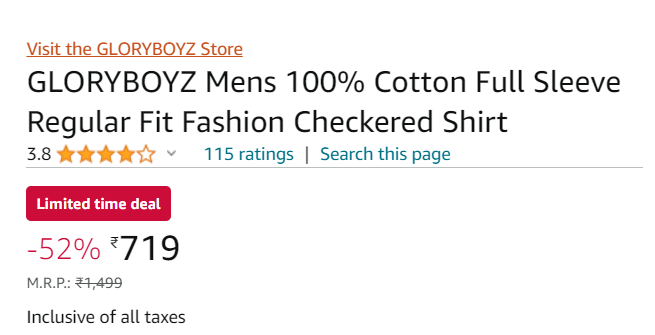 Visit the GLORYBOYZ Store
GLORYBOYZ Mens 100% Cotton Full Sleeve
Regular Fit Fashion Checkered Shirt
3.8 115 ratings | Search this page
Limited time deal
-52% ₹719
M.R.P.: ₹1,499
Inclusive of all taxes